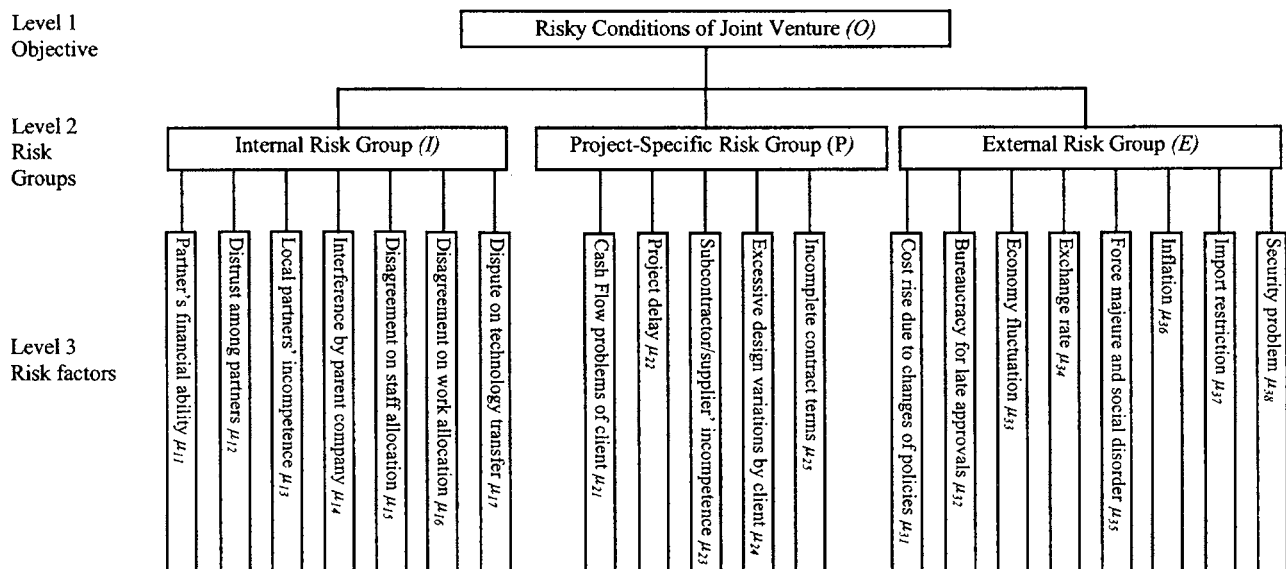 Level 1
Objective
Risky Conditions of Joint Venture (O)
Level 2
Risk
Groups
Internal Risk Group (I)
Project-Specific Risk Group (P)
External Risk Group (E)
Level 3
Risk factors
Partner's financial ability μ11
Distrust among partners μ12
Local partners' incompetence μ13
Interference by parent company μ14
Disagreement on staff allocation μ15
Disagreement on work allocation μ16
Dispute on technology transfer μ17
Cash Flow problems of client μ21
Project delay μ22
Subcontractor/supplier' incompetence μ23
Excessive design variations by client μ24
Incomplete contract terms μ25
Cost rise due to changes of policies μ31
Bureaucracy for late approvals μ32
Economy fluctuation μ33
Exchange rate μ34
Force majeure and social disorder μ35
Inflation μ36
Import restriction μ37
Security problem μ38